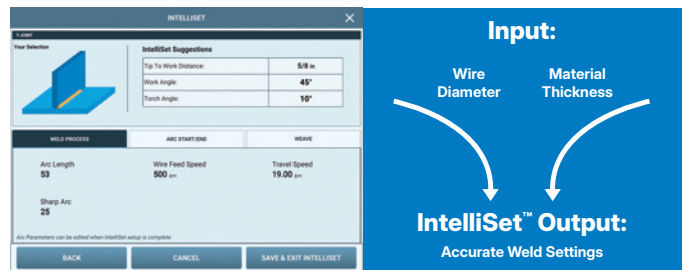 INTELLISET
T-JOINT
Your Selection
IntelliSet Suggestions
Tip To Work Distance: 5/8 in
Work Angle: 45°
Torch Angle: 10°
WELD PROCESS ARC START/END WEAVE
Arc Length Wire Feed Speed Travel Speed
53 500 ipm 19.00 ipm
Sharp Arc
25
Arc Parameters can be edited when IntelliSet setup is complete
BACK CANCEL SAVE & EXIT INTELLISET
Input:
Wire Material
Diameter Thickness
IntelliSet™ Output:
Accurate Weld Settings